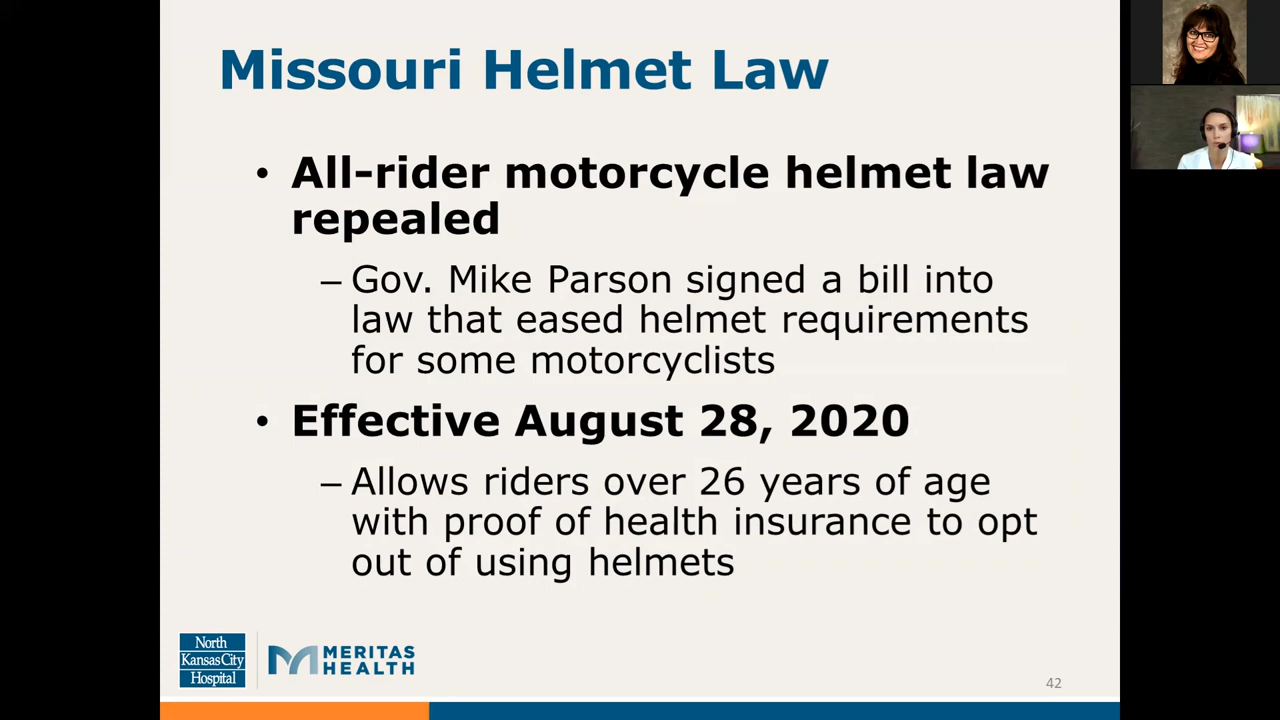 Missouri Helmet Law
• All-rider motorcycle helmet law
repealed
– Gov. Mike Parson signed a bill into
law that eased helmet requirements
for some motorcyclists
• Effective August 28, 2020
– Allows riders over 26 years of age
with proof of health insurance to opt
out of using helmets
North
Kansas City
Hospital
MERITAS
HEALTH
42